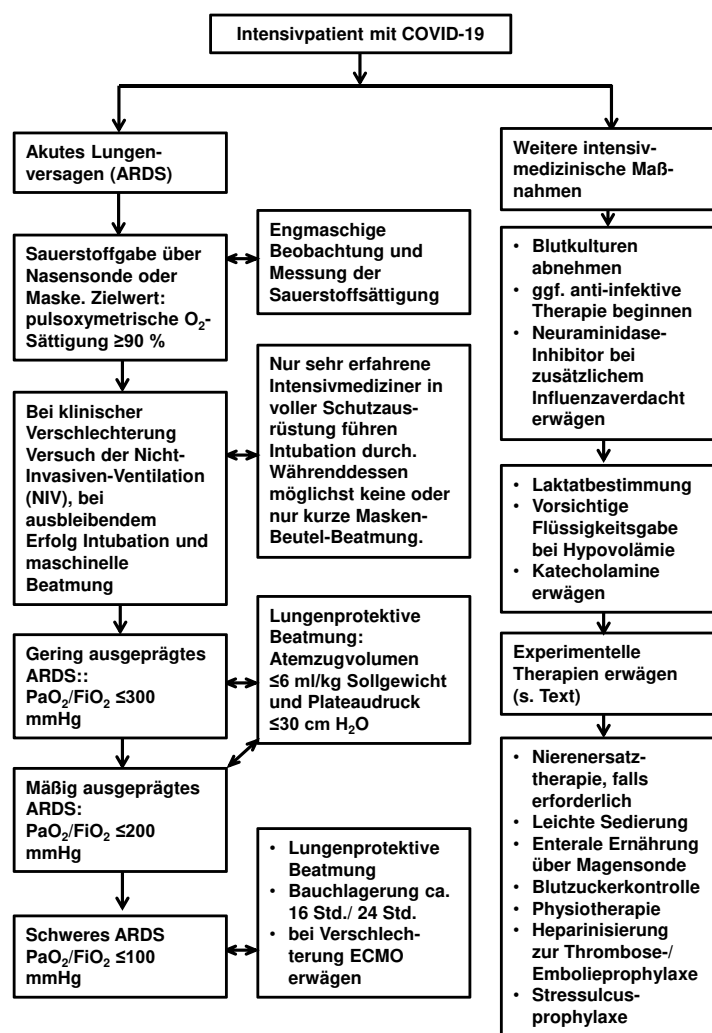 Intensivpatient mit COVID-19
Akutes Lungen-
versagen (ARDS)
Sauerstoffgabe über
Nasensonde oder
Maske. Zielwert:
pulsoxymetrische O₂-
Sättigung ≥90 %
Engmaschige
Beobachtung und
Messung der
Sauerstoffsättigung
Bei klinischer
Verschlechterung
Versuch der Nicht-
Invasiven-Ventilation
(NIV), bei
ausbleibendem
Erfolg Intubation und
maschinelle
Beatmung
Nur sehr erfahrene
Intensivmediziner in
voller Schutzaus-
rüstung führen
Intubation durch.
Währenddessen
möglichst keine oder
nur kurze Masken-
Beutel-Beatmung.
Gering ausgeprägtes
ARDS::
PaO₂/FiO₂ ≤300
mmHg
Lungenprotektive
Beatmung:
Atemzugvolumen
≤6 ml/kg Sollgewicht
und Plateaudruck
≤30 cm H₂O
Mäßig ausgeprägtes
ARDS:
PaO₂/FiO₂ ≤200
mmHg
Schweres ARDS
PaO₂/FiO₂ ≤100
mmHg
• Lungenprotektive
Beatmung
• Bauchlagerung ca.
16 Std./ 24 Std.
• bei Verschlech-
terung ECMO
erwägen
Weitere intensiv-
medizinische Maß-
nahmen
• Blutkulturen
abnehmen
• ggf. anti-infektive
Therapie beginnen
• Neuraminidase-
Inhibitor bei
zusätzlichem
Influenzaverdacht
erwägen
• Laktatbestimmung
• Vorsichtige
Flüssigkeitsgabe
bei Hypovolämie
• Katecholamine
erwägen
Experimentelle
Therapien erwägen
(s. Text)
• Nierenersatz-
therapie, falls
erforderlich
• Leichte Sedierung
• Enterale Ernährung
über Magensonde
• Blutzuckerkontrolle
• Physiotherapie
• Heparinisierung
zur Thrombose-/
Embolieprophylaxe
• Stressulcus-
prophylaxe